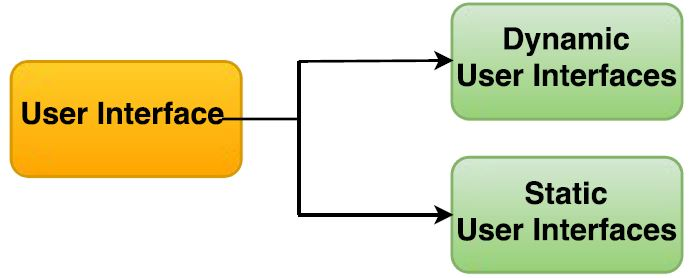 User Interface
Dynamic
User Interfaces
Static
User Interfaces